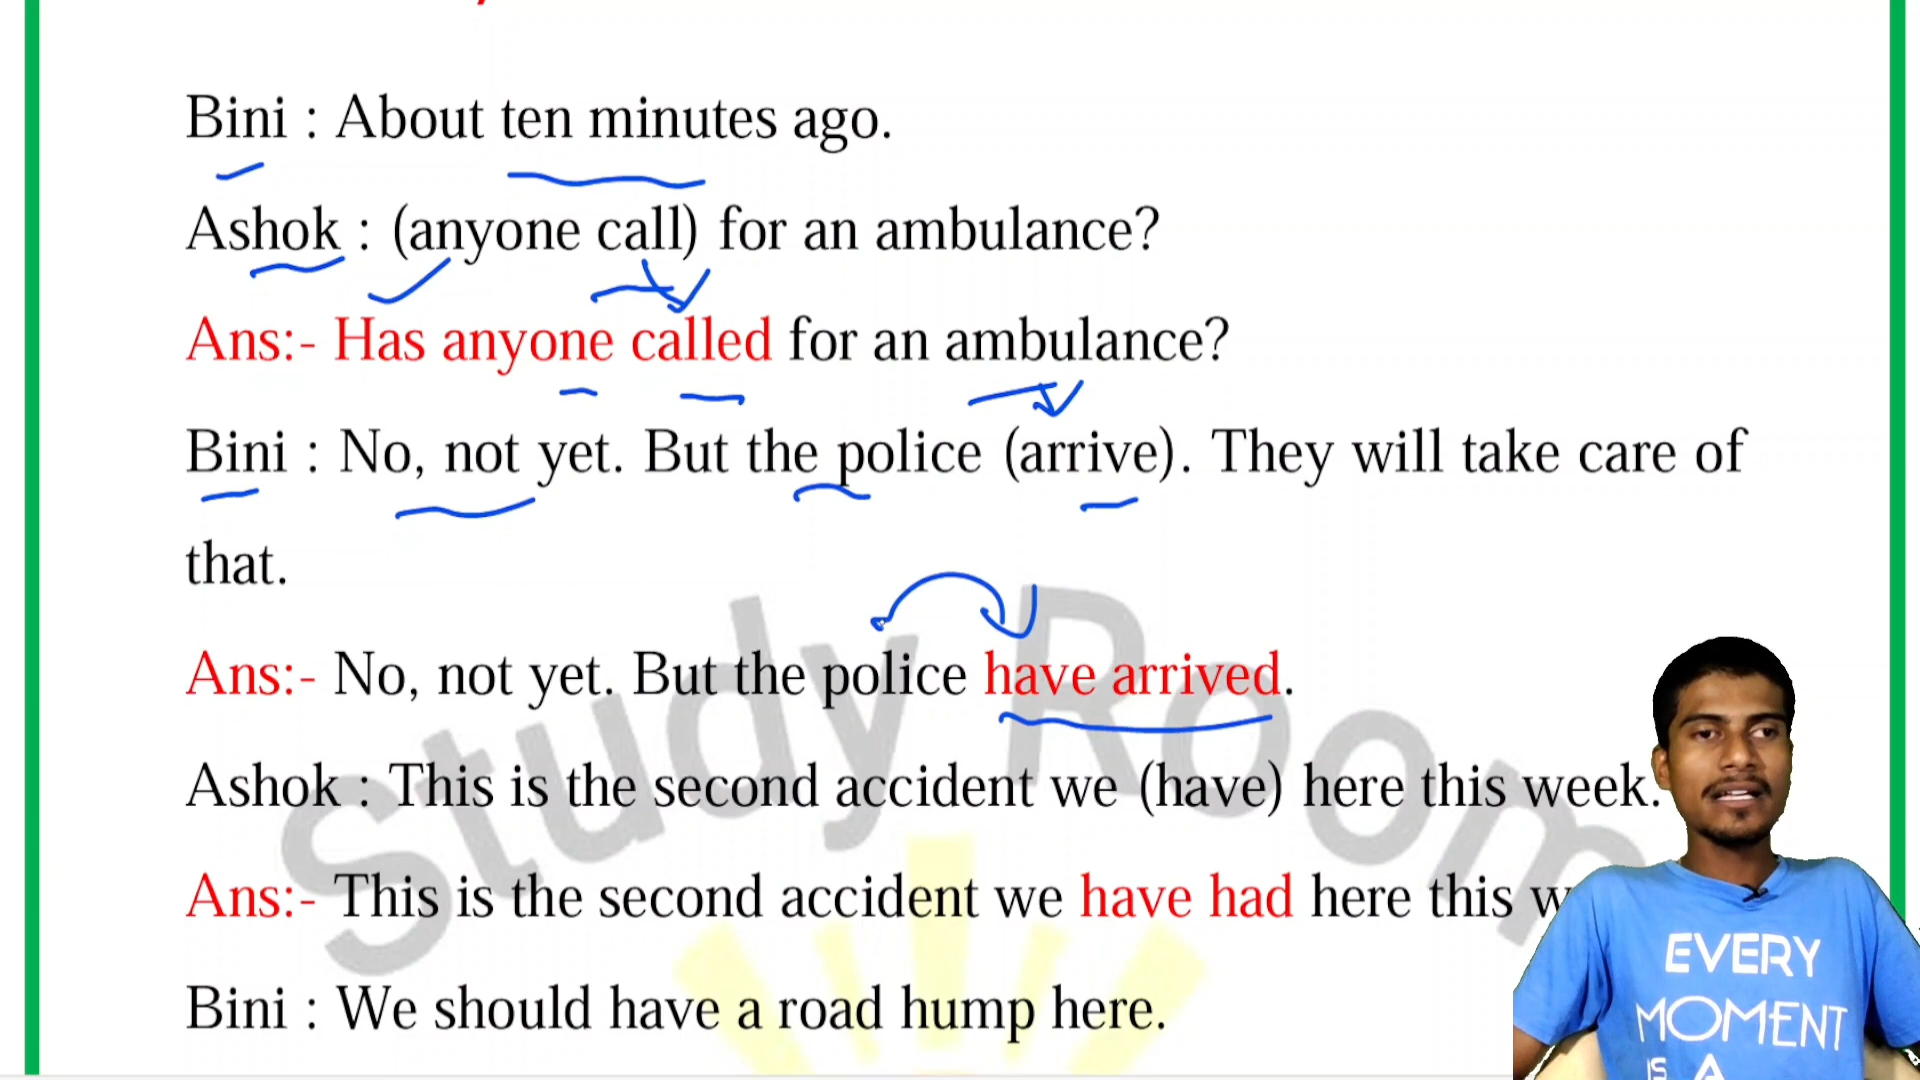 Bini : About ten minutes ago.
Ashok : (anyone call) for an ambulance?
Ans:- Has anyone called for an ambulance?
Bini : No, not yet. But the police (arrive). They will take care of
that.
Ans:- No, not yet. But the police have arrived.
Ashok : This is the second accident we (have) here this week.
Ans:- This is the second accident we have had here this
Bini : We should have a road hump here.
Study Room
EVERY
MOMENT
IS A